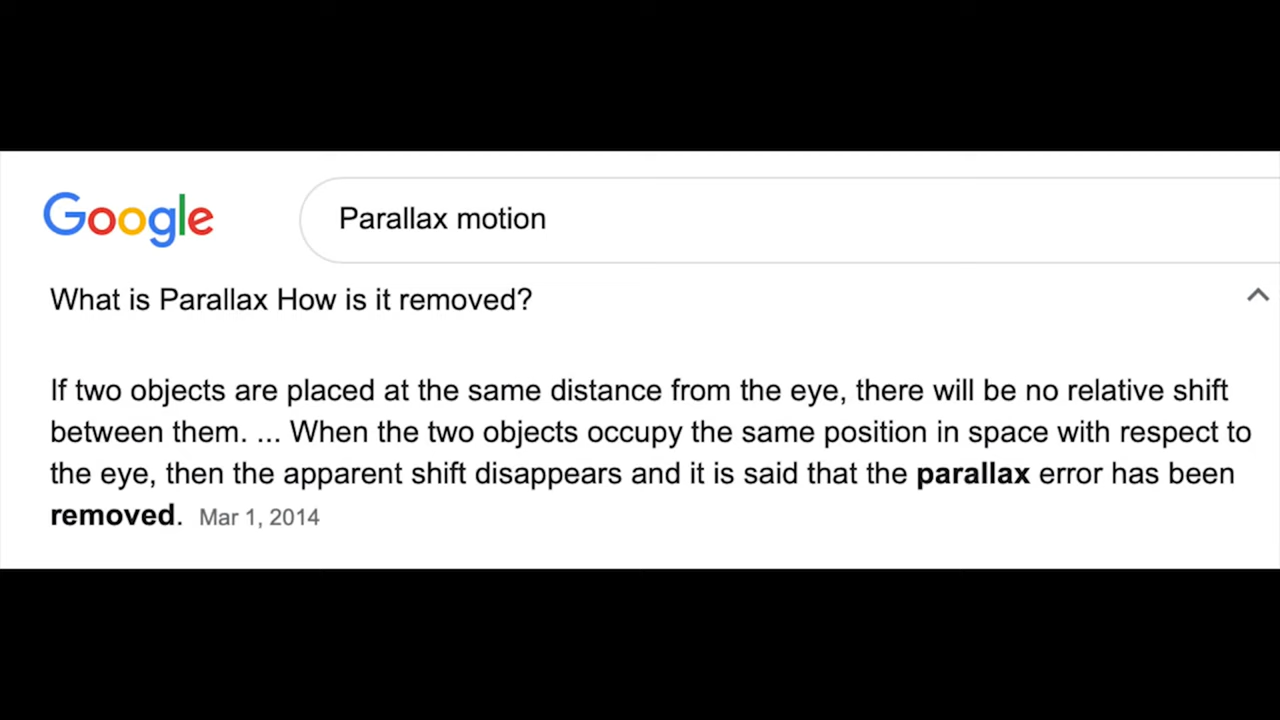 Google
Parallax motion
What is Parallax How is it removed?
If two objects are placed at the same distance from the eye, there will be no relative shift
between them. ... When the two objects occupy the same position in space with respect to
the eye, then the apparent shift disappears and it is said that the parallax error has been
removed. Mar 1, 2014